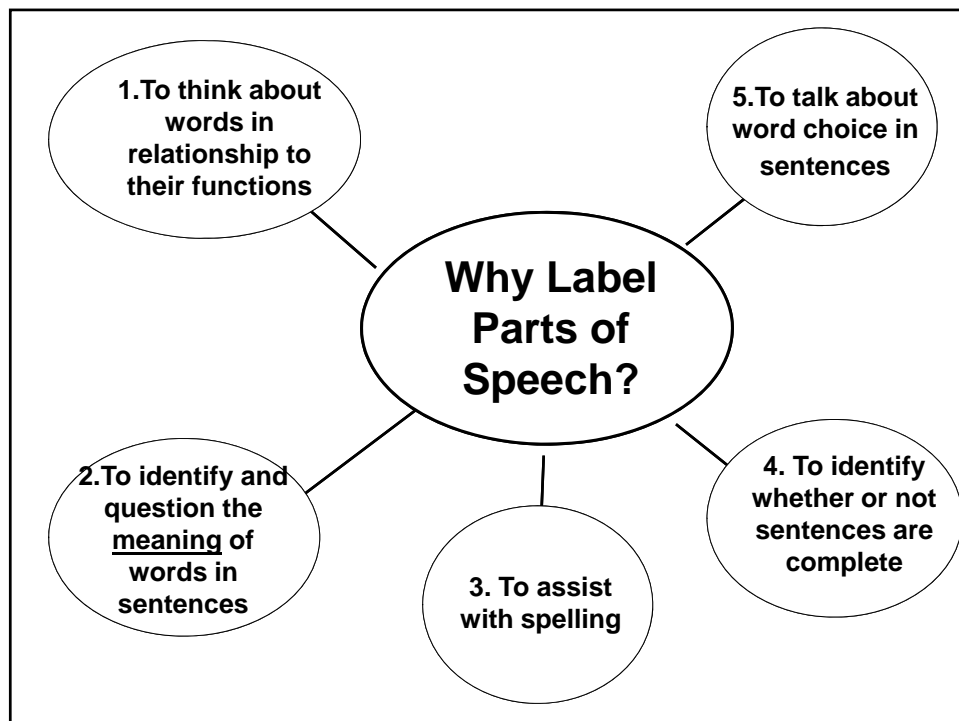 Why Label
Parts of
Speech?
1.To think about
words in
relationship to
their functions
2.To identify and
question the
meaning of
words in
sentences
3. To assist
with spelling
4. To identify
whether or not
sentences are
complete
5.To talk about
word choice in
sentences